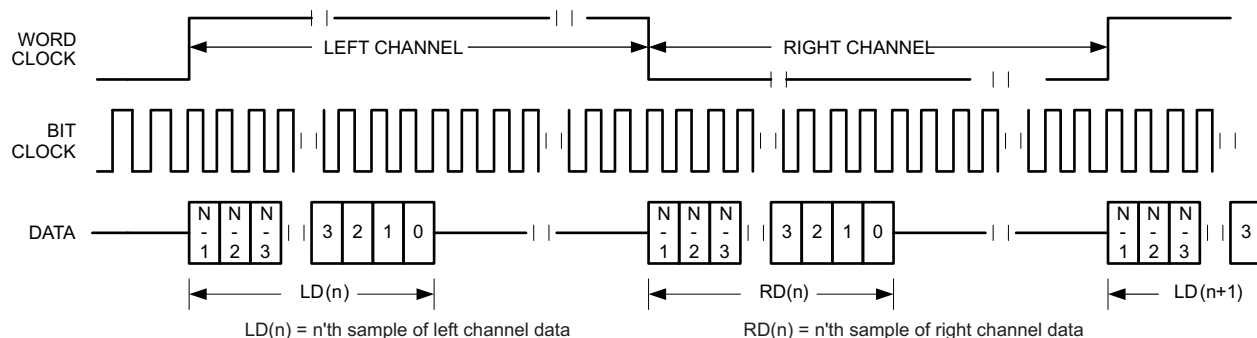 WORD
CLOCK
LEFT CHANNEL
RIGHT CHANNEL
BIT
CLOCK
DATA
N
-
1
N
-
2
N
-
3
3
2
1
0
N
-
1
N
-
2
N
-
3
3
2
1
0
N
-
1
N
-
2
N
-
3
3
LD(n)
RD(n)
LD(n+1)
LD(n) = n'th sample of left channel data
RD(n) = n'th sample of right channel data